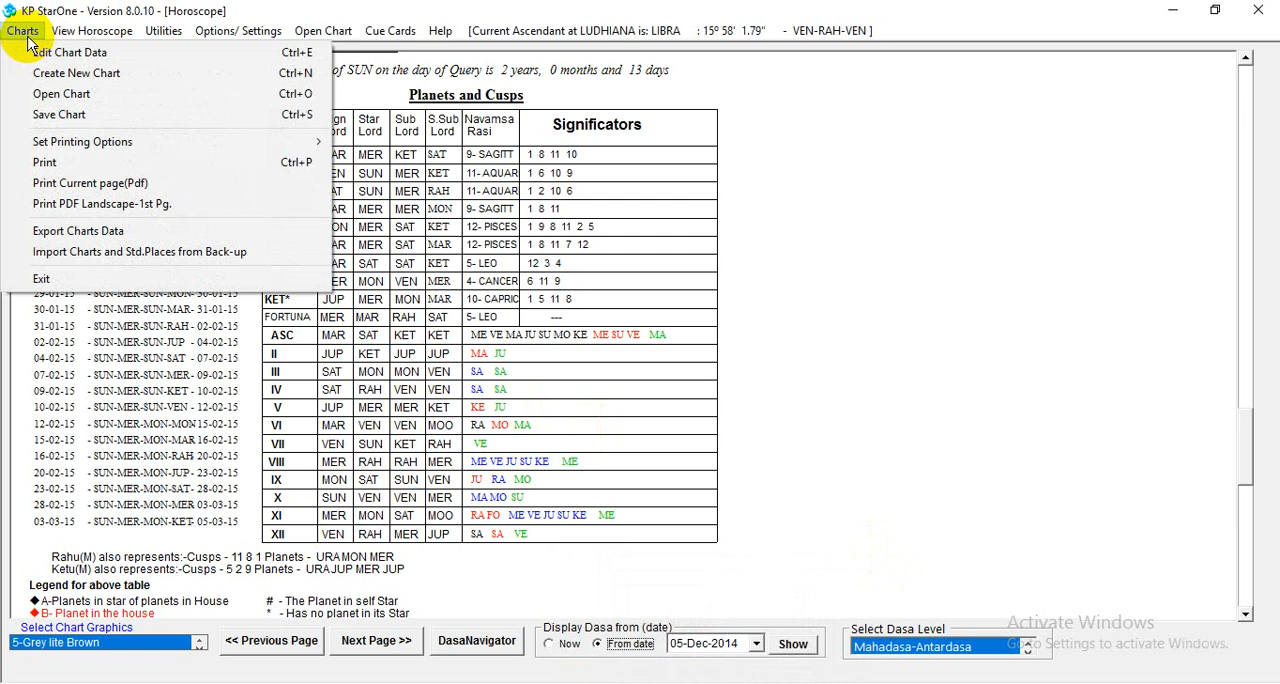 KP StarOne - Version 8.0.10 - [Horoscope]
Charts View Horoscope Utilities Options/ Settings Open Chart Cue Cards Help [Current Ascendant at LUDHIANA is: LIBRA : 15º 58' 1.79" - VEN-RAH-VEN ]
Edit Chart Data Ctrl+E
Create New Chart Ctrl+N
Open Chart Ctrl+O
Save Chart Ctrl+S
Set Printing Options
Print Ctrl+P
Print Current page(Pdf)
Print PDF Landscape-1st Pg.
Export Charts Data
Import Charts and Std.Places from Back-up
Exit
of SUN on the day of Query is 2 years, 0 months and 13 days
Planets and Cusps
Star Lord Sub Lord S.Sub Lord Navamsa Rasi Significators
AR MER KET SAT 9- SAGITT 1 8 11 10
EN SUN MER KET 11- AQUAR 1 6 10 9
AT SUN MER RAH 11- AQUAR 1 2 10 6
AR MER MER MON 9- SAGITT 1 8 11
ON MER SAT KET 12- PISCES 1 9 8 11 2 5
AR MER SAT MAR 12- PISCES 1 8 11 7 12
AR SAT SAT KET 5- LEO 12 3 4
ER MON VEN MER 4- CANCER 6 11 9
KET* JUP MER MON MAR 10- CAPRIC 1 5 11 8
FORTUNA MER MAR RAH SAT 5- LEO ---
ASC MAR SAT KET KET ME VE MA JU SU MO KE ME SU VE MA
II JUP KET JUP JUP MA JU
III SAT MON MON VEN SA SA
IV SAT RAH VEN VEN SA SA
V JUP MER MER KET KE JU
VI MAR VEN VEN MOO RA MO MA
VII VEN SUN KET RAH VE
VIII MER RAH RAH MER ME VE JU SU KE ME
IX MON SAT SUN VEN JU RA MO
X SUN VEN VEN MER MA MO SU
XI MER MON SAT MOO RA FO ME VE JU SU KE ME
XII VEN RAH MER JUP SA SA VE
29-01-15 - SUN-MER-SUN-MON- 30-01-15
30-01-15 - SUN-MER-SUN-MAR- 31-01-15
31-01-15 - SUN-MER-SUN-RAH - 02-02-15
02-02-15 - SUN-MER-SUN-JUP - 04-02-15
04-02-15 - SUN-MER-SUN-SAT - 07-02-15
07-02-15 - SUN-MER-SUN-MER- 09-02-15
09-02-15 - SUN-MER-SUN-KET - 10-02-15
10-02-15 - SUN-MER-SUN-VEN - 12-02-15
12-02-15 - SUN-MER-MON-MON 15-02-15
15-02-15 - SUN-MER-MON-MAR 16-02-15
16-02-15 - SUN-MER-MON-RAH 20-02-15
20-02-15 - SUN-MER-MON-JUP - 23-02-15
23-02-15 - SUN-MER-MON-SAT- 28-02-15
28-02-15 - SUN-MER-MON-MER 03-03-15
03-03-15 - SUN-MER-MON-KET- 05-03-15
Rahu(M) also represents:-Cusps - 11 8 1 Planets - URA MON MER
Ketu(M) also represents:-Cusps - 5 2 9 Planets - URA JUP MER JUP
Legend for above table
◆A-Planets in star of planets in House # - The Planet in self Star
◆B- Planet in the house * - Has no planet in its Star
Select Chart Graphics
5-Grey lite Brown
<< Previous Page
Next Page >>
DasaNavigator
Display Dasa from (date)
Now From date 05-Dec-2014 Show
Select Dasa Level
Mahadasa-Antardasa
Activate Windows
Go to Settings to activate Windows.